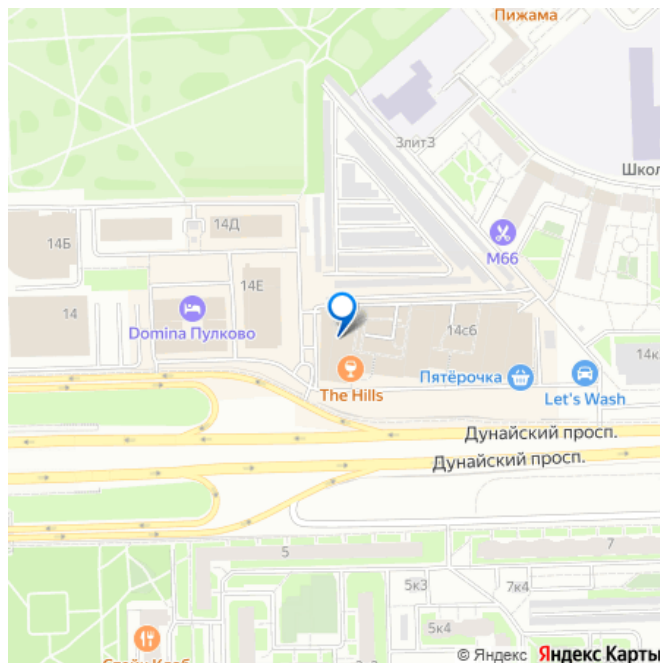 Пижама
3литЗ
Школ
14Д
М66
14Б
14Е
14
Domina Пулково
14с6
14к
Пятёрочка
The Hills
Let's Wash
Дунайский просп.
Дунайский просп.
5
7
5к3
7к4
5к4
© Яндекс Яндекс Карты